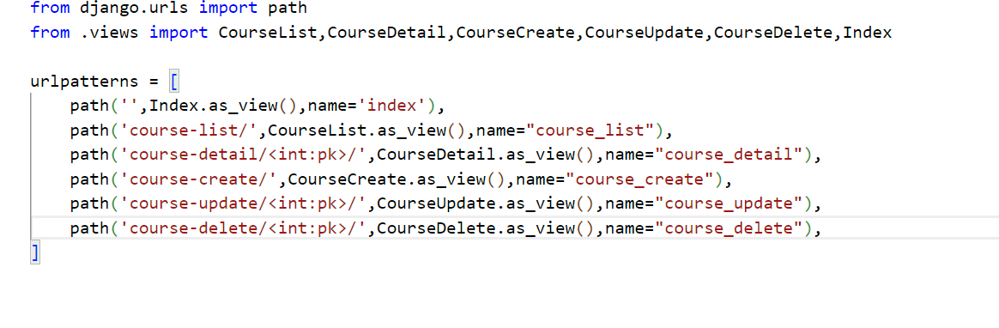 from django.urls import path
from .views import CourseList,CourseDetail,CourseCreate,CourseUpdate,CourseDelete,Index
urlpatterns = [
    path('',Index.as_view(),name='index'),
    path('course-list/',CourseList.as_view(),name="course_list"),
    path('course-detail/<int:pk>/',CourseDetail.as_view(),name="course_detail"),
    path('course-create/',CourseCreate.as_view(),name="course_create"),
    path('course-update/<int:pk>/',CourseUpdate.as_view(),name="course_update"),
    path('course-delete/<int:pk>/',CourseDelete.as_view(),name="course_delete"),
]